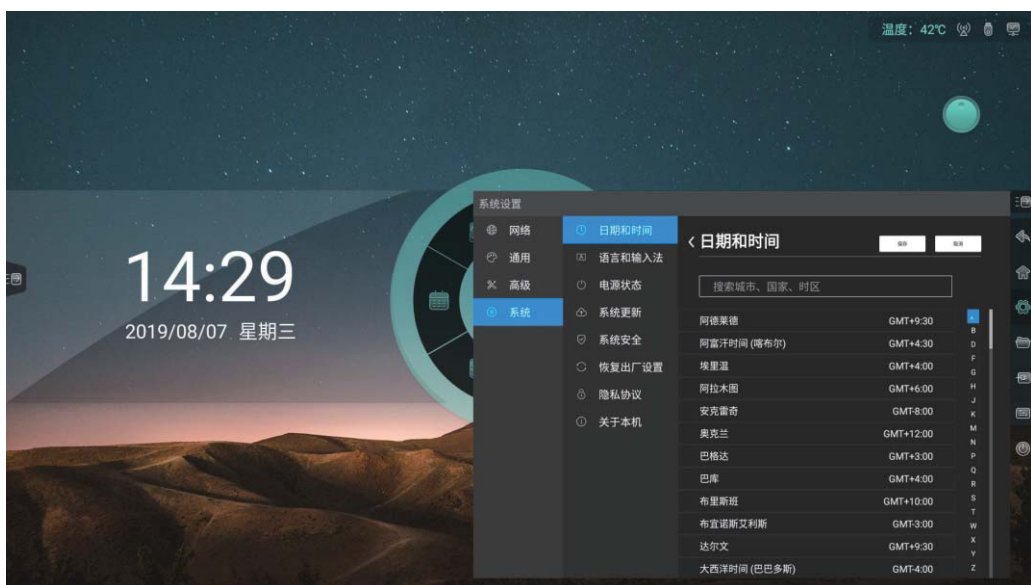 温度：42℃
14:29
2019/08/07 星期三
系统设置
网络
通用
高级
系统
日期和时间
语言和输入法
电源状态
系统更新
系统安全
恢复出厂设置
隐私协议
关于本机
日期和时间
保存 取消
搜索城市、国家、时区
阿德莱德 GMT+9:30
阿富汗时间 (喀布尔) GMT+4:30
埃里温 GMT+4:00
阿拉木图 GMT+6:00
安克雷奇 GMT-8:00
奥克兰 GMT+12:00
巴格达 GMT+3:00
巴库 GMT+4:00
布里斯班 GMT+10:00
布宜诺斯艾利斯 GMT-3:00
达尔文 GMT+9:30
大西洋时间 (巴巴多斯) GMT-4:00
B
D
F
G
H
J
K
M
N
P
Q
R
S
T
W
X
Y
Z